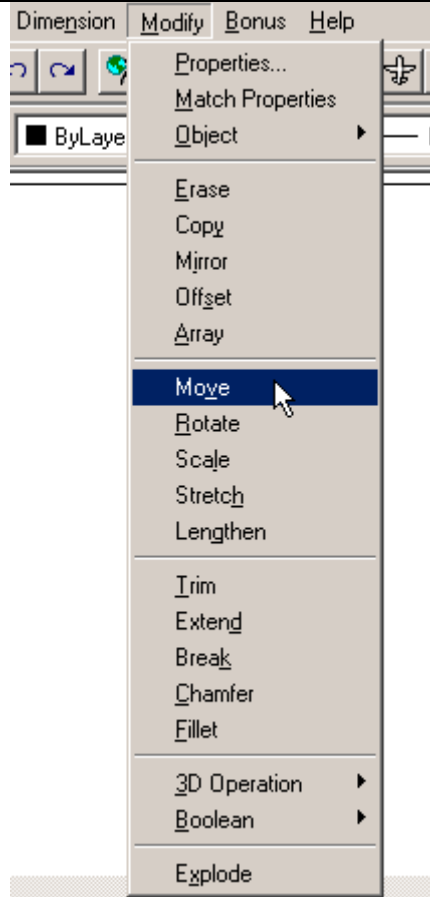 Dimension Modify Bonus Help
Properties...
Match Properties
ByLaye
Object
Erase
Copy
Mirror
Offset
Array
Move
Rotate
Scale
Stretch
Lengthen
Trim
Extend
Break
Chamfer
Fillet
3D Operation
Boolean
Explode